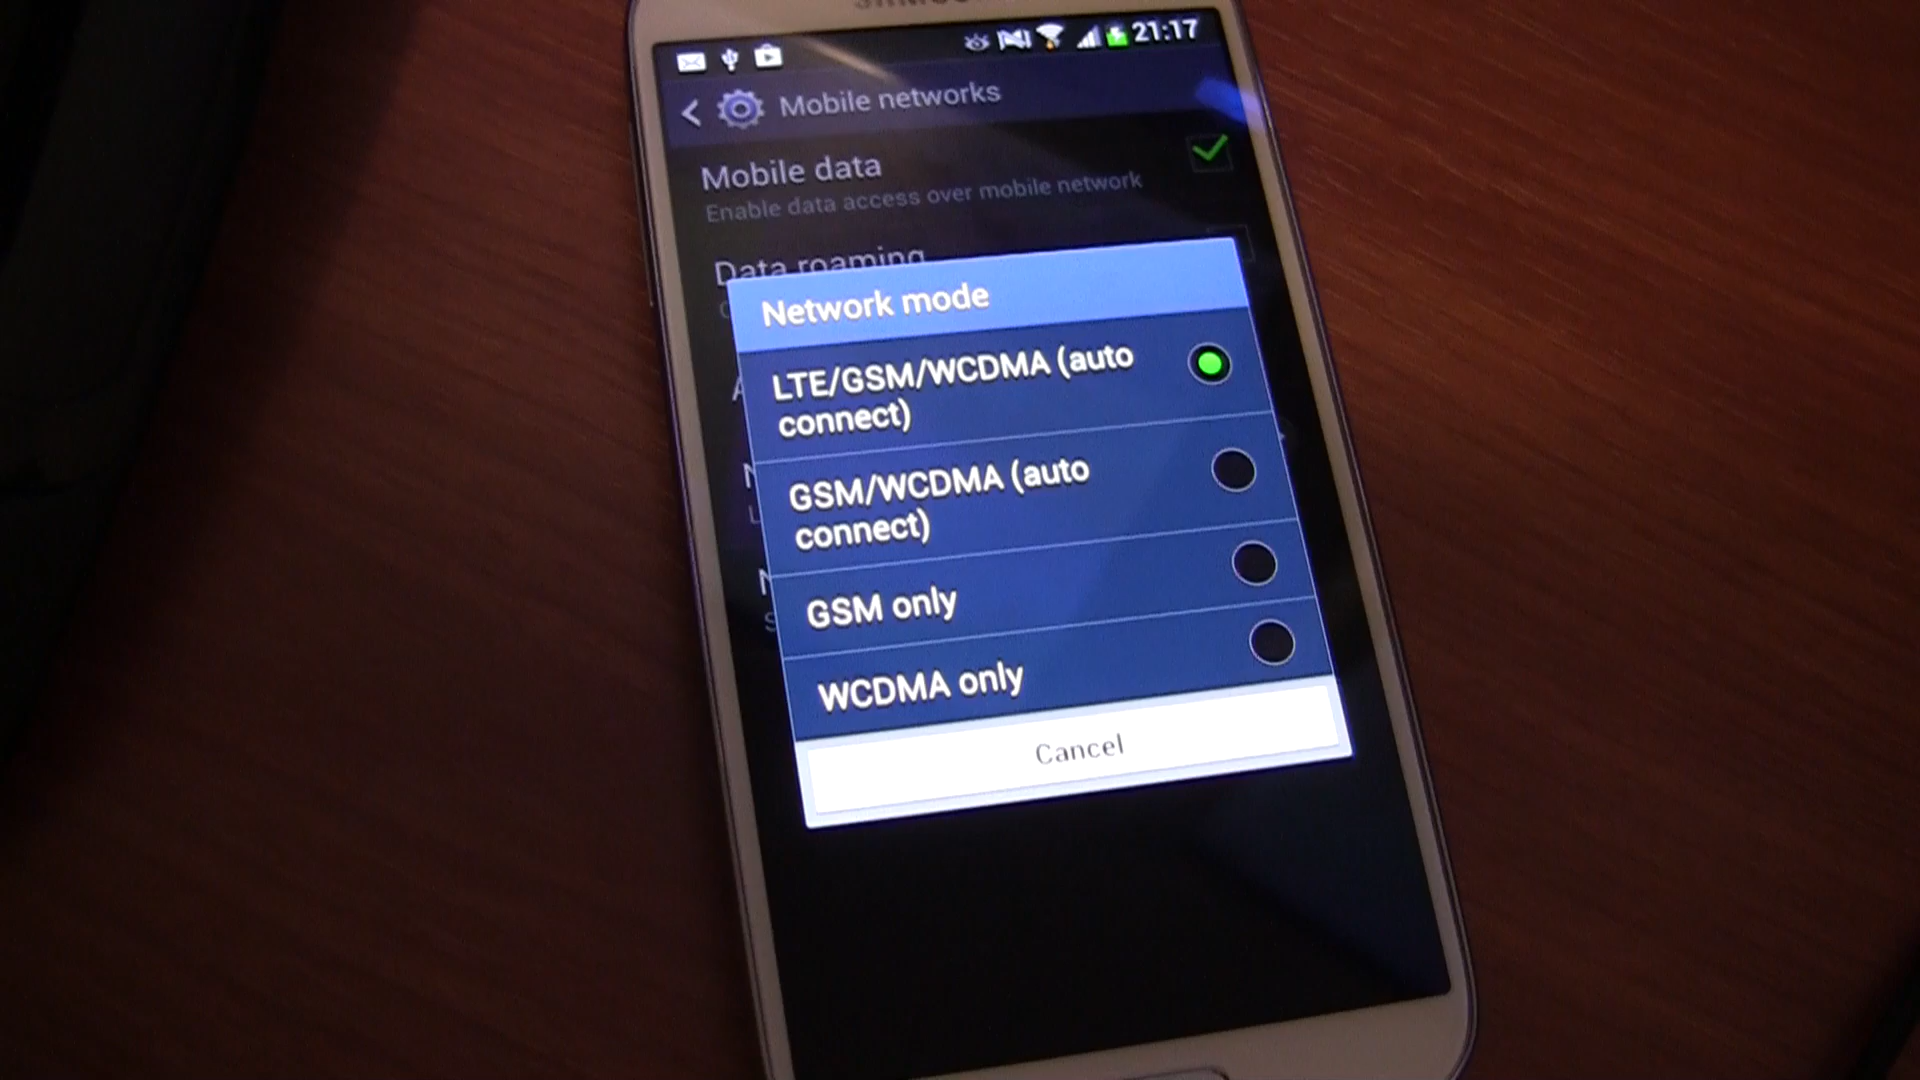 SAMSUNG
21:17
Mobile networks
Mobile data
Enable data access over mobile network
Data roaming
Network mode
LTE/GSM/WCDMA (auto
connect)
GSM/WCDMA (auto
connect)
GSM only
WCDMA only
Cancel